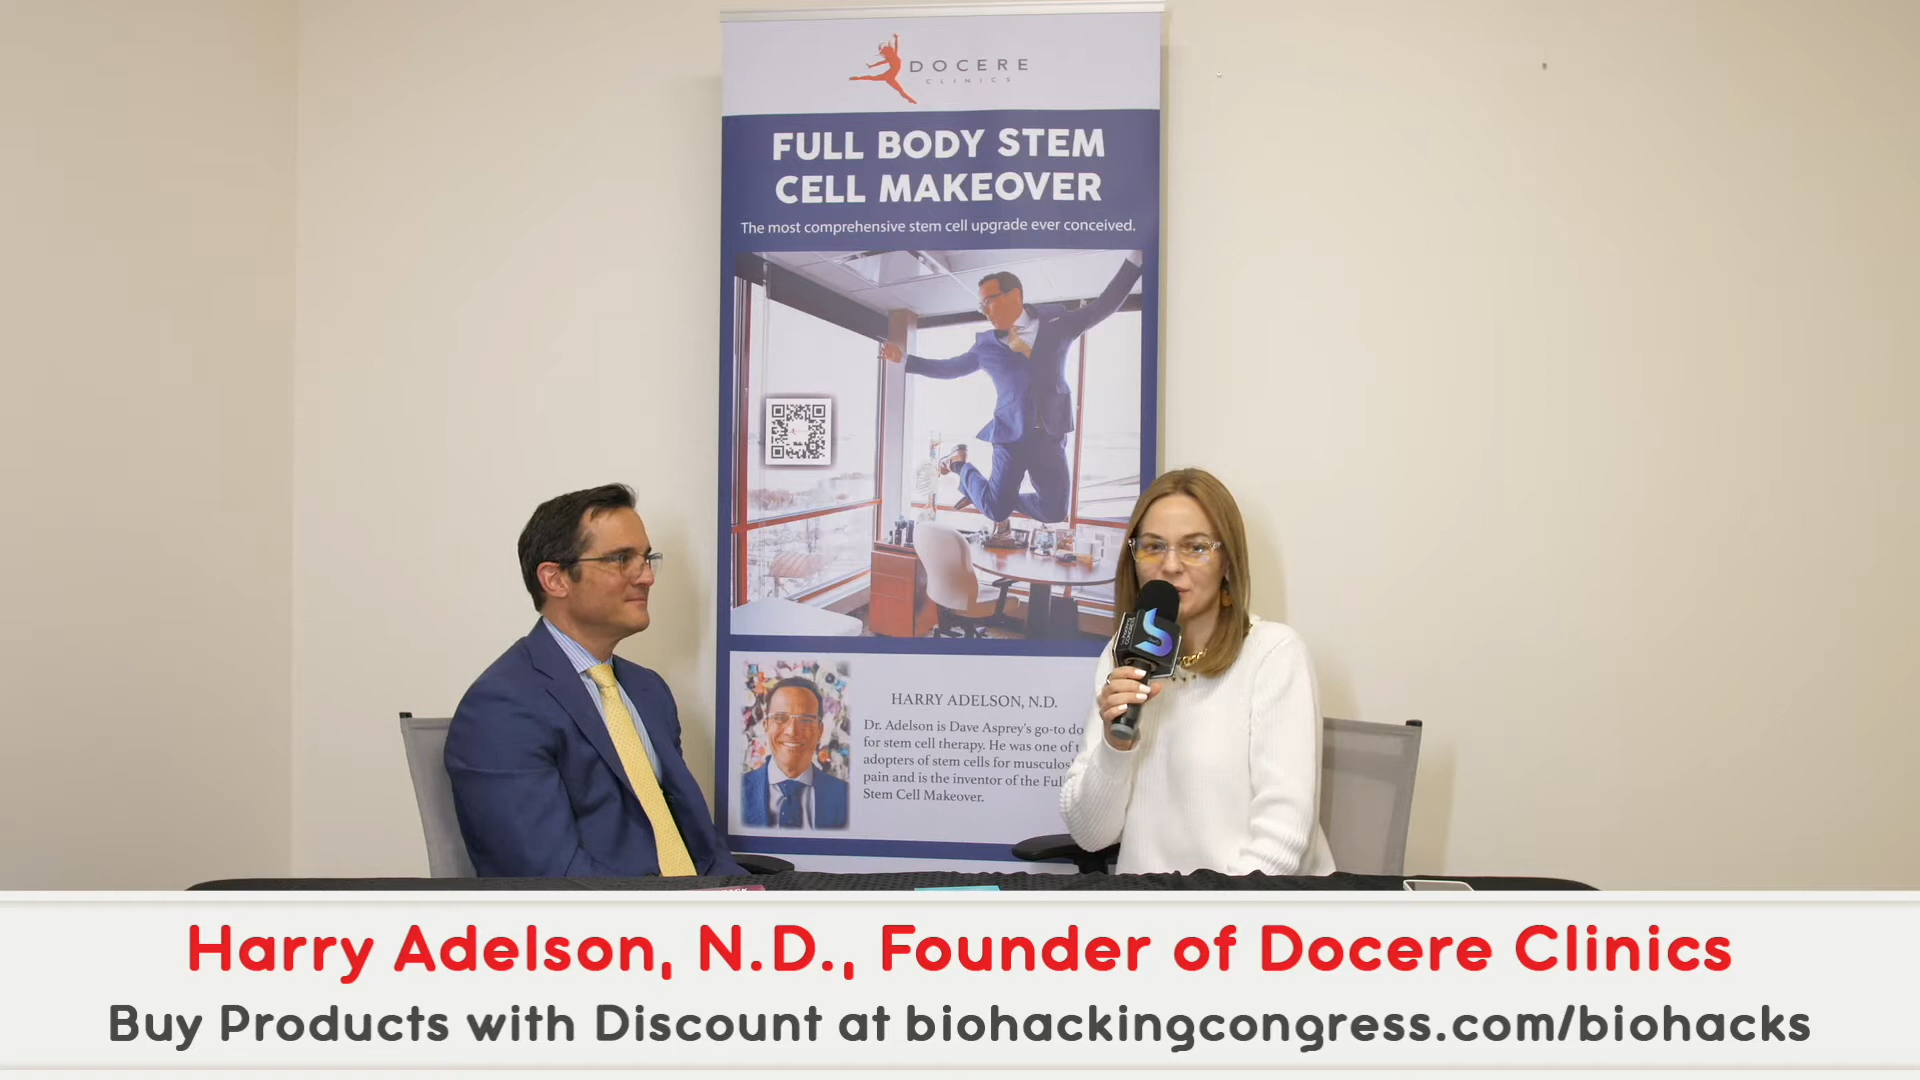 DOCERE
CLINICS
FULL BODY STEM
CELL MAKEOVER
The most comprehensive stem cell upgrade ever conceived.
HARRY ADELSON, N.D.
Dr. Adelson is Dave Asprey's go-to do
for stem cell therapy. He was one of t
adopters of stem cells for musculos
pain and is the inventor of the Ful
Stem Cell Makeover.
Harry Adelson, N.D., Founder of Docere Clinics
Buy Products with Discount at biohackingcongress.com/biohacks